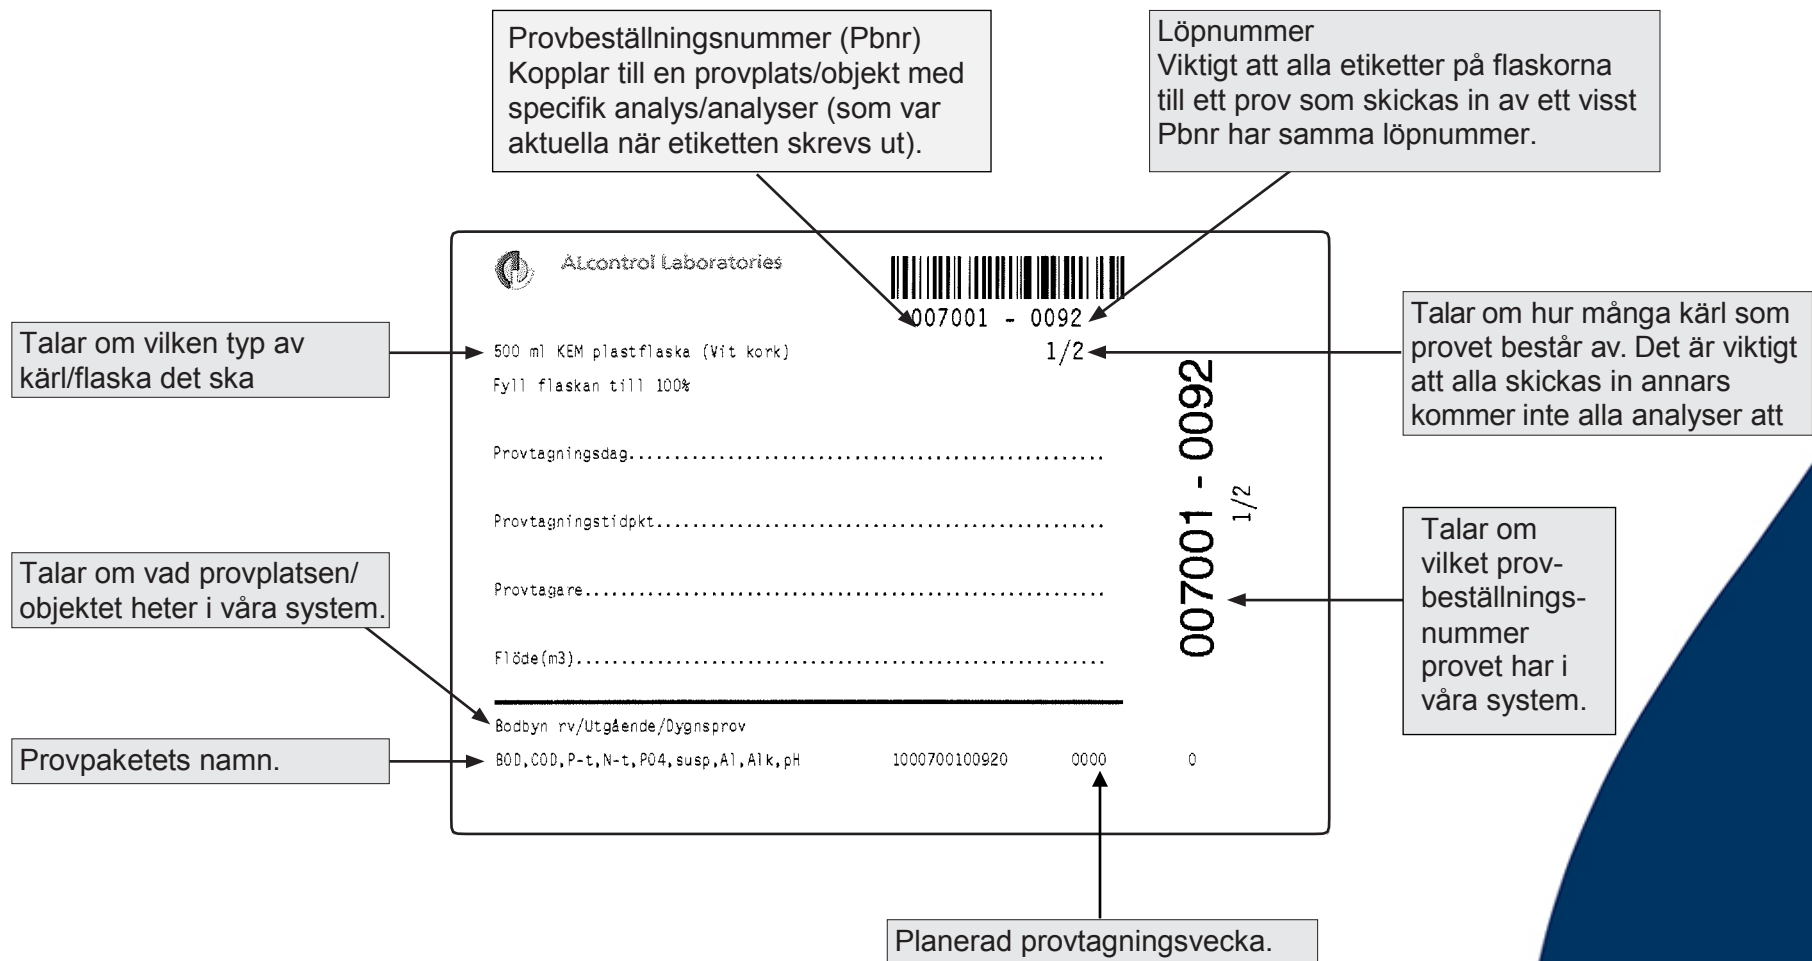 Provbeställningsnummer (Pbnr)
Kopplar till en provplats/objekt med
specifik analys/analyser (som var
aktuella när etiketten skrevs ut).
Löpnummer
Viktigt att alla etiketter på flaskorna
till ett prov som skickas in av ett visst
Pbnr har samma löpnummer.
ALcontrol Laboratories
007001 - 0092
Talar om vilken typ av
kärl/flaska det ska
500 ml KEM plastflaska (Vit kork)
1/2
Fyll flaskan till 100%
Talar om hur många kärl som
provet består av. Det är viktigt
att alla skickas in annars
kommer inte alla analyser att
Provtagningsdag.....................................................
Provtagningstidpkt..................................................
Provtagare..........................................................
Flöde(m3)...........................................................
007001 - 0092
1/2
Talar om
vilket prov-
beställnings-
nummer
provet har i
våra system.
Talar om vad provplatsen/
objektet heter i våra system.
Bodbyn rv/Utgående/Dygnsprov
Provpaketets namn.
BOD,COD,P-t,N-t,PO4,susp,Al,Alk,pH 1000700100920 0000 0
Planerad provtagningsvecka.